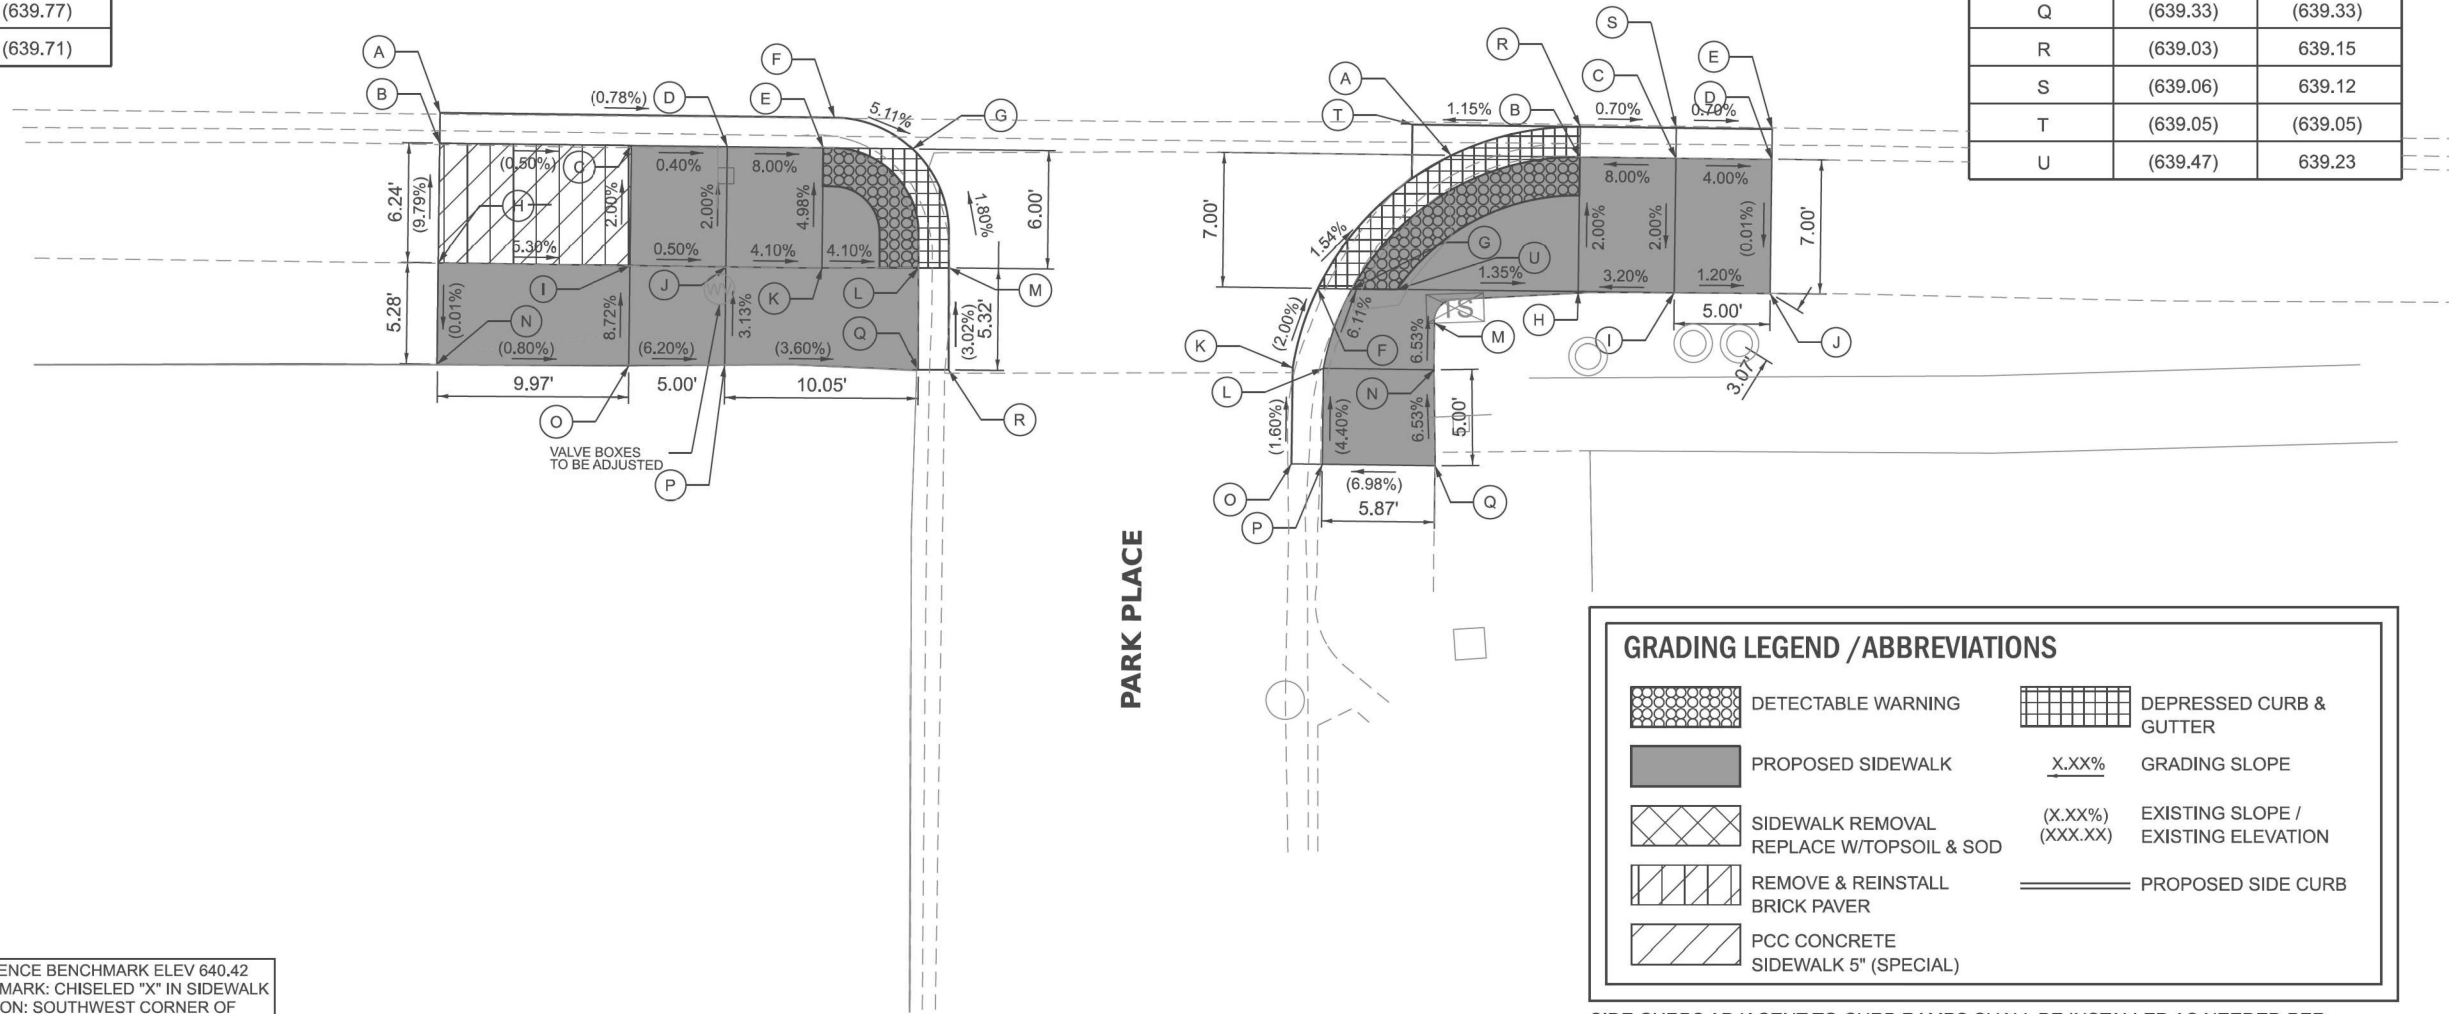 (639.77)
(639.71)
Q (639.33) (639.33)
R (639.03) 639.15
S (639.06) 639.12
T (639.05) (639.05)
U (639.47) 639.23
A
B
(0.78%)
D
E
F
5.11%
G
(0.50%)
C
0.40%
8.00%
6.24'
(9.79%)
H
2.00%
2.00%
4.98%
1.80%
6.00'
5.30%
0.50%
4.10%
4.10%
I
J
WV
K
L
M
5.28'
(0.01%)
N
8.72%
3.13%
Q
(3.02%)
5.32'
(0.80%)
(6.20%)
(3.60%)
9.97'
5.00'
10.05'
O
R
VALVE BOXES
TO BE ADJUSTED
P
S
R
E
A
C
T
1.15%
B
0.70%
D
0.70%
8.00%
4.00%
7.00'
1.54%
G
U
2.00%
2.00%
(0.01%)
7.00'
1.35%
3.20%
1.20%
6.11%
TS
5.00'
(2.00%)
K
F
6.53%
M
H
I
J
3.07'
L
N
(1.60%)
(4.40%)
6.53%
5.00'
(6.98%)
5.87'
O
P
Q
PARK PLACE
GRADING LEGEND / ABBREVIATIONS
DETECTABLE WARNING
DEPRESSED CURB &
GUTTER
PROPOSED SIDEWALK
X.XX% GRADING SLOPE
SIDEWALK REMOVAL
REPLACE W/TOPSOIL & SOD
(X.XX%) EXISTING SLOPE /
(XXX.XX) EXISTING ELEVATION
REMOVE & REINSTALL
BRICK PAVER
PROPOSED SIDE CURB
PCC CONCRETE
SIDEWALK 5" (SPECIAL)
ENCE BENCHMARK ELEV 640.42
MARK: CHISELED "X" IN SIDEWALK
ON: SOUTHWEST CORNER OF